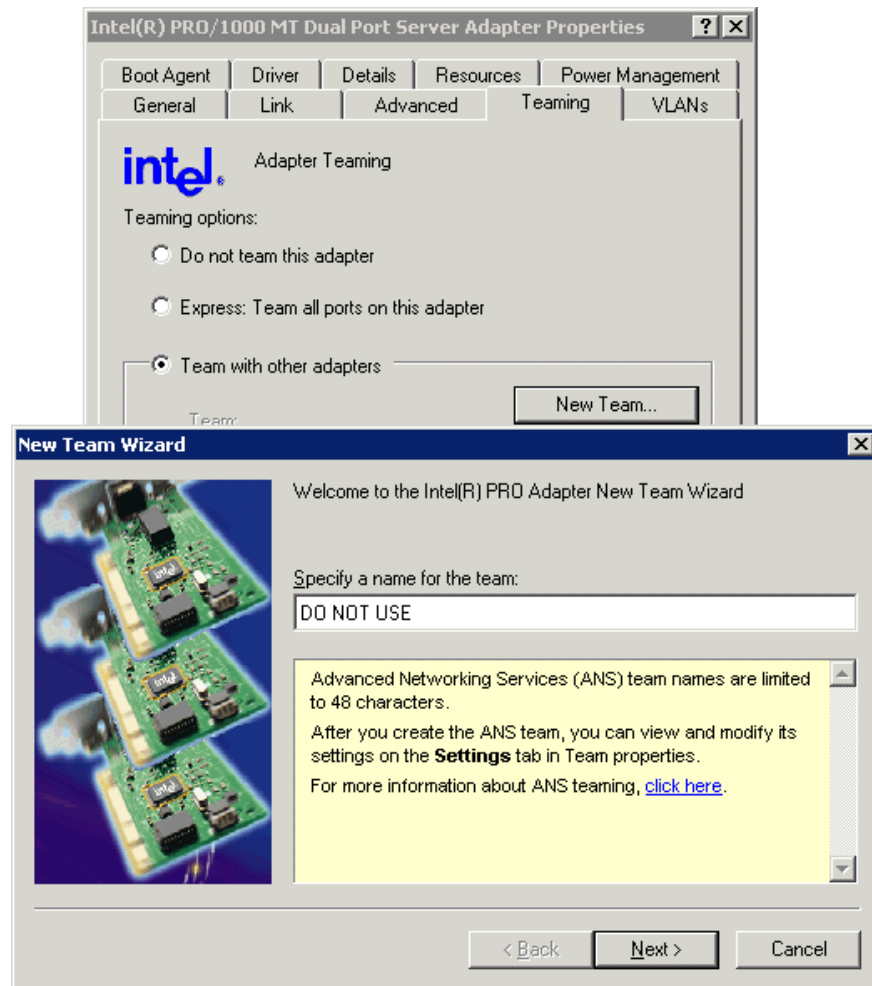 Intel(R) PRO/1000 MT Dual Port Server Adapter Properties
Boot Agent Driver Details Resources Power Management
General Link Advanced Teaming VLANs
intel® Adapter Teaming
Teaming options:
Do not team this adapter
Express: Team all ports on this adapter
Team with other adapters
New Team...
Team:
New Team Wizard
Welcome to the Intel(R) PRO Adapter New Team Wizard
Specify a name for the team:
DO NOT USE
Advanced Networking Services (ANS) team names are limited
to 48 characters.
After you create the ANS team, you can view and modify its
settings on the Settings tab in Team properties.
For more information about ANS teaming, click here.
intel
intel
intel
< Back Next > Cancel